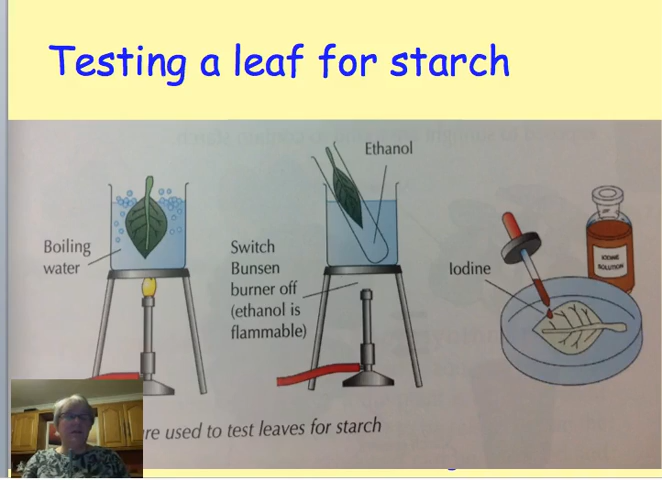 Testing a leaf for starch
Ethanol
Boiling
water
Switch
Bunsen
burner off
(ethanol is
flammable)
Iodine
IODINE
SOLUTION
are used to test leaves for starch